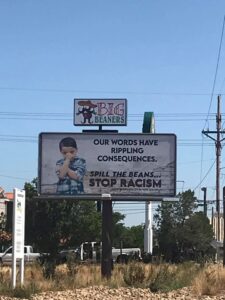 BIG
BEANERS
OUR WORDS HAVE
RIPPLING
CONSEQUENCES.
SPILL THE BEANS...
STOP RACISM